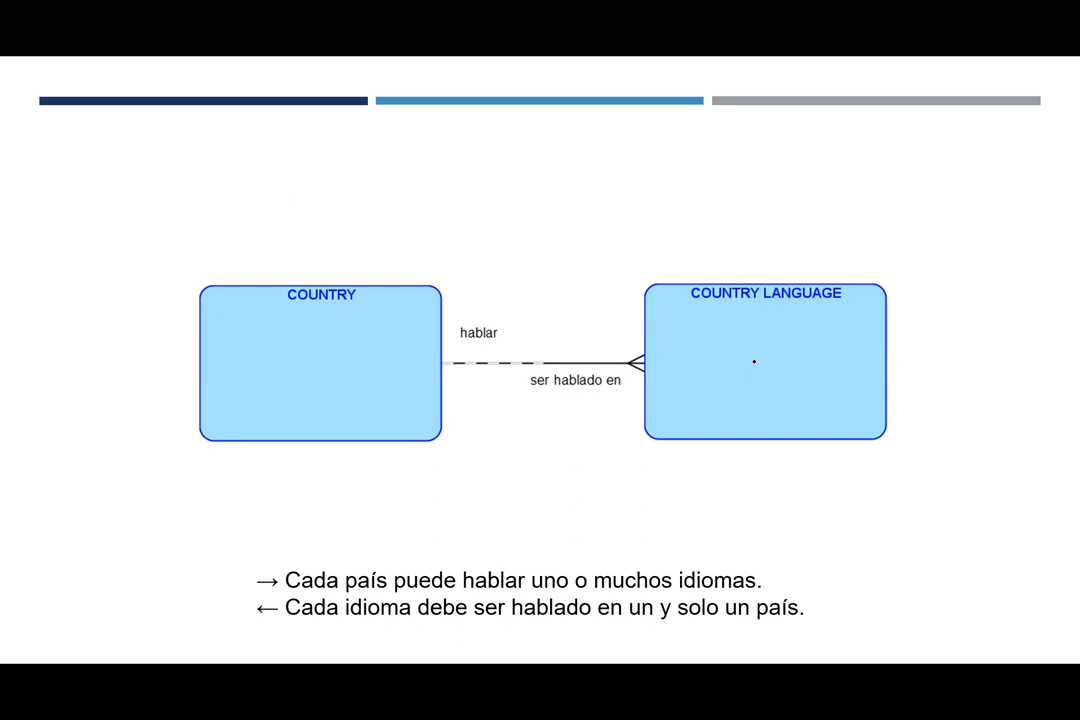 COUNTRY
COUNTRY LANGUAGE
hablar
ser hablado en
→ Cada país puede hablar uno o muchos idiomas.
← Cada idioma debe ser hablado en un y solo un país.